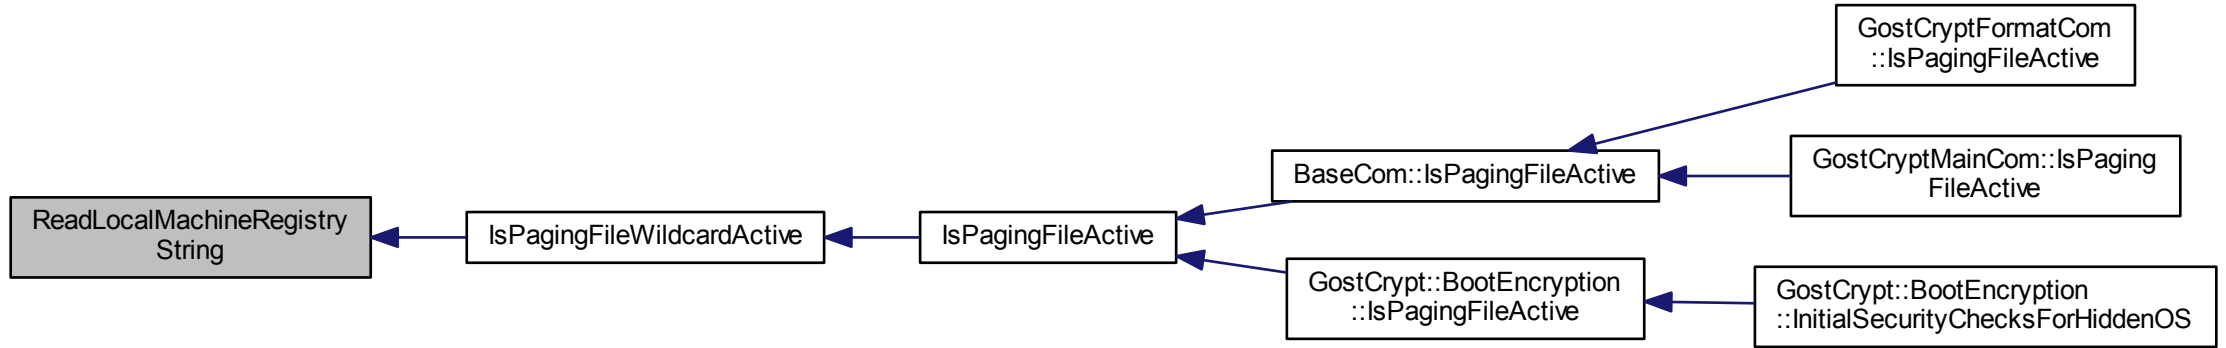 ReadLocalMachineRegistry
String
IsPagingFileWildcardActive
IsPagingFileActive
BaseCom::IsPagingFileActive
GostCryptFormatCom
::IsPagingFileActive
GostCryptMainCom::IsPaging
FileActive
GostCrypt::BootEncryption
::IsPagingFileActive
GostCrypt::BootEncryption
::InitialSecurityChecksForHiddenOS